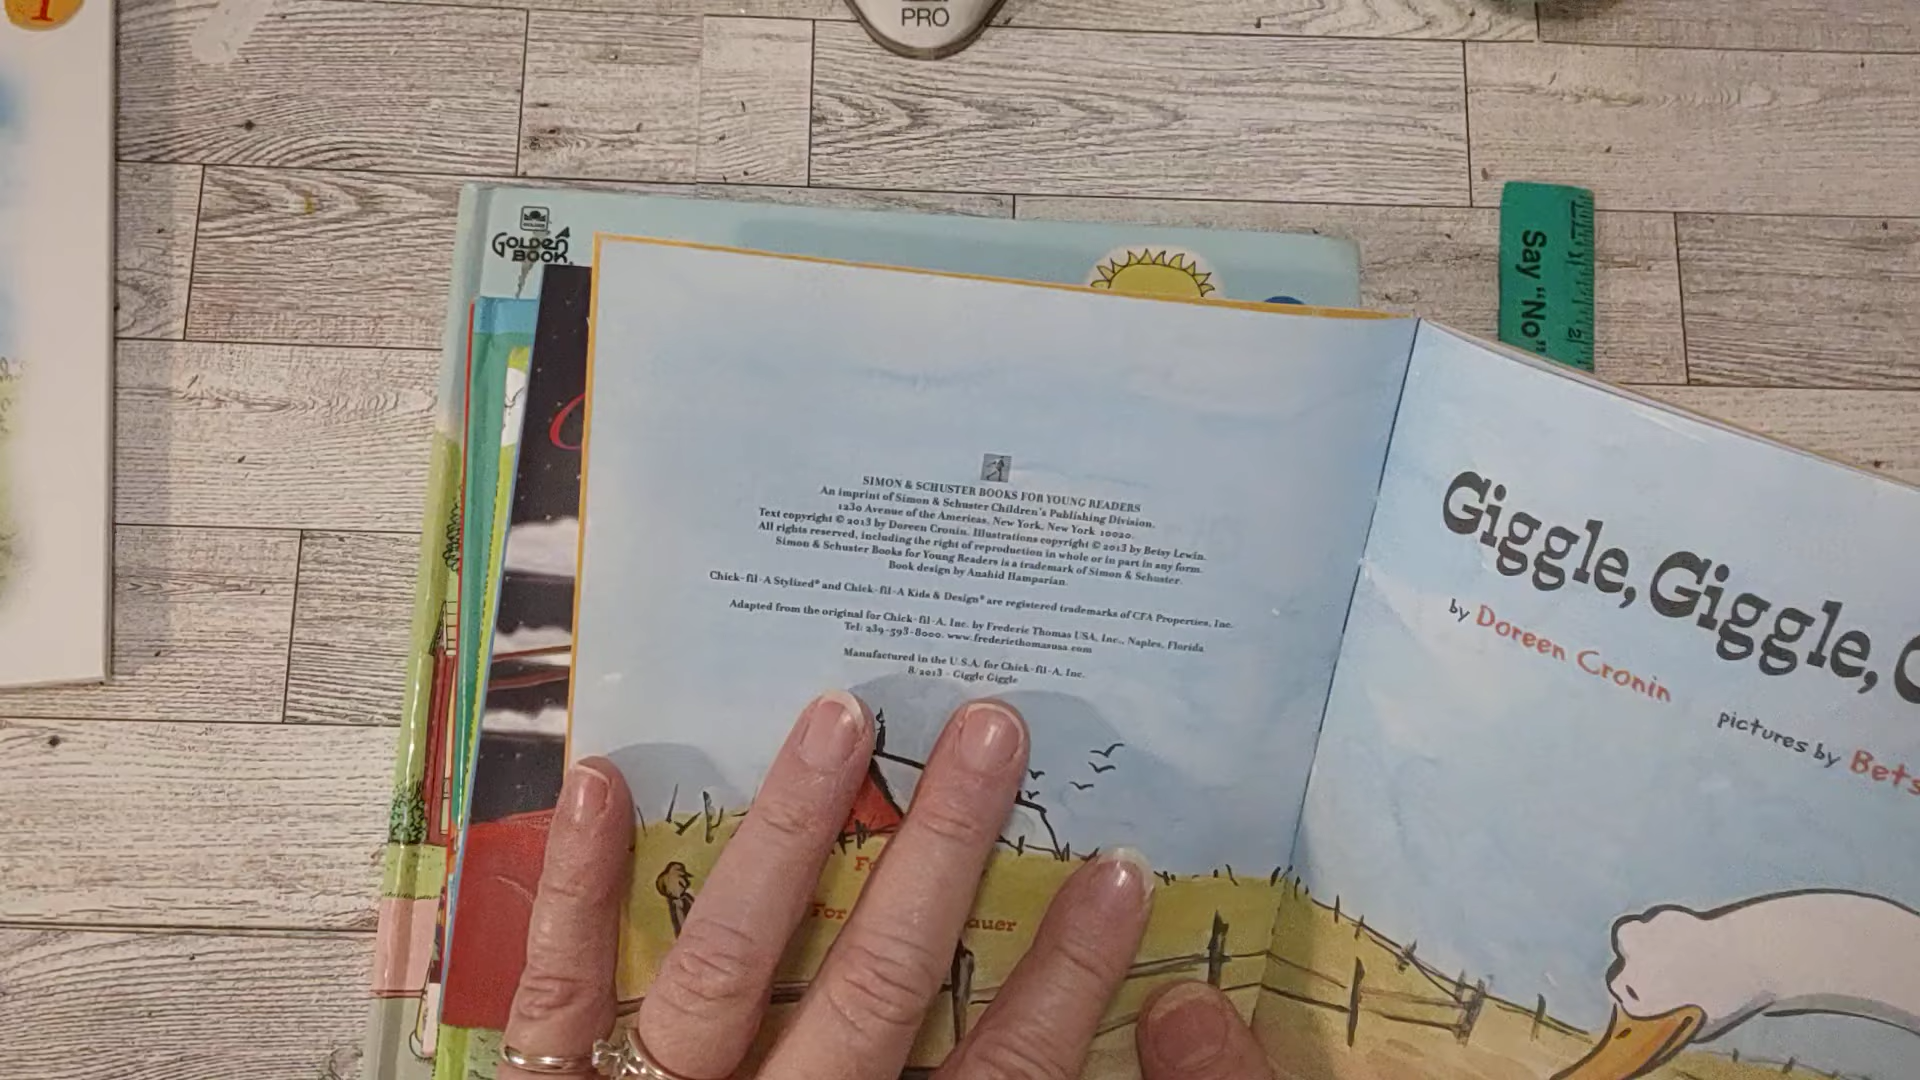 1
PRO
GOLDEN
BOOK
Say "No"
2
SIMON & SCHUSTER BOOKS FOR YOUNG READERS
An imprint of Simon & Schuster Children's Publishing Division.
1230 Avenue of the Americas, New York, New York 10020.
Text copyright © 2013 by Doreen Cronin, Illustrations copyright © 2013 by Betsy Lewin.
All rights reserved, including the right of reproduction in whole or in part in any form.
Simon & Schuster Books for Young Readers is a trademark of Simon & Schuster.
Book design by Anahid Hamparian.
Chick-fil-A Stylized® and Chick-fil-A Kids & Design® are registered trademarks of CFA Properties, Inc.
Adapted from the original for Chick-fil-A, Inc. by Frederic Thomas USA, Inc., Naples, Florida
Tel: 239-593-8000. www.fredericthomasusa.com
Manufactured in the U.S.A. for Chick-fil-A, Inc.
8/2013 - Giggle Giggle
For
auer
Giggle, Giggle,
by Doreen Cronin
pictures by Bets